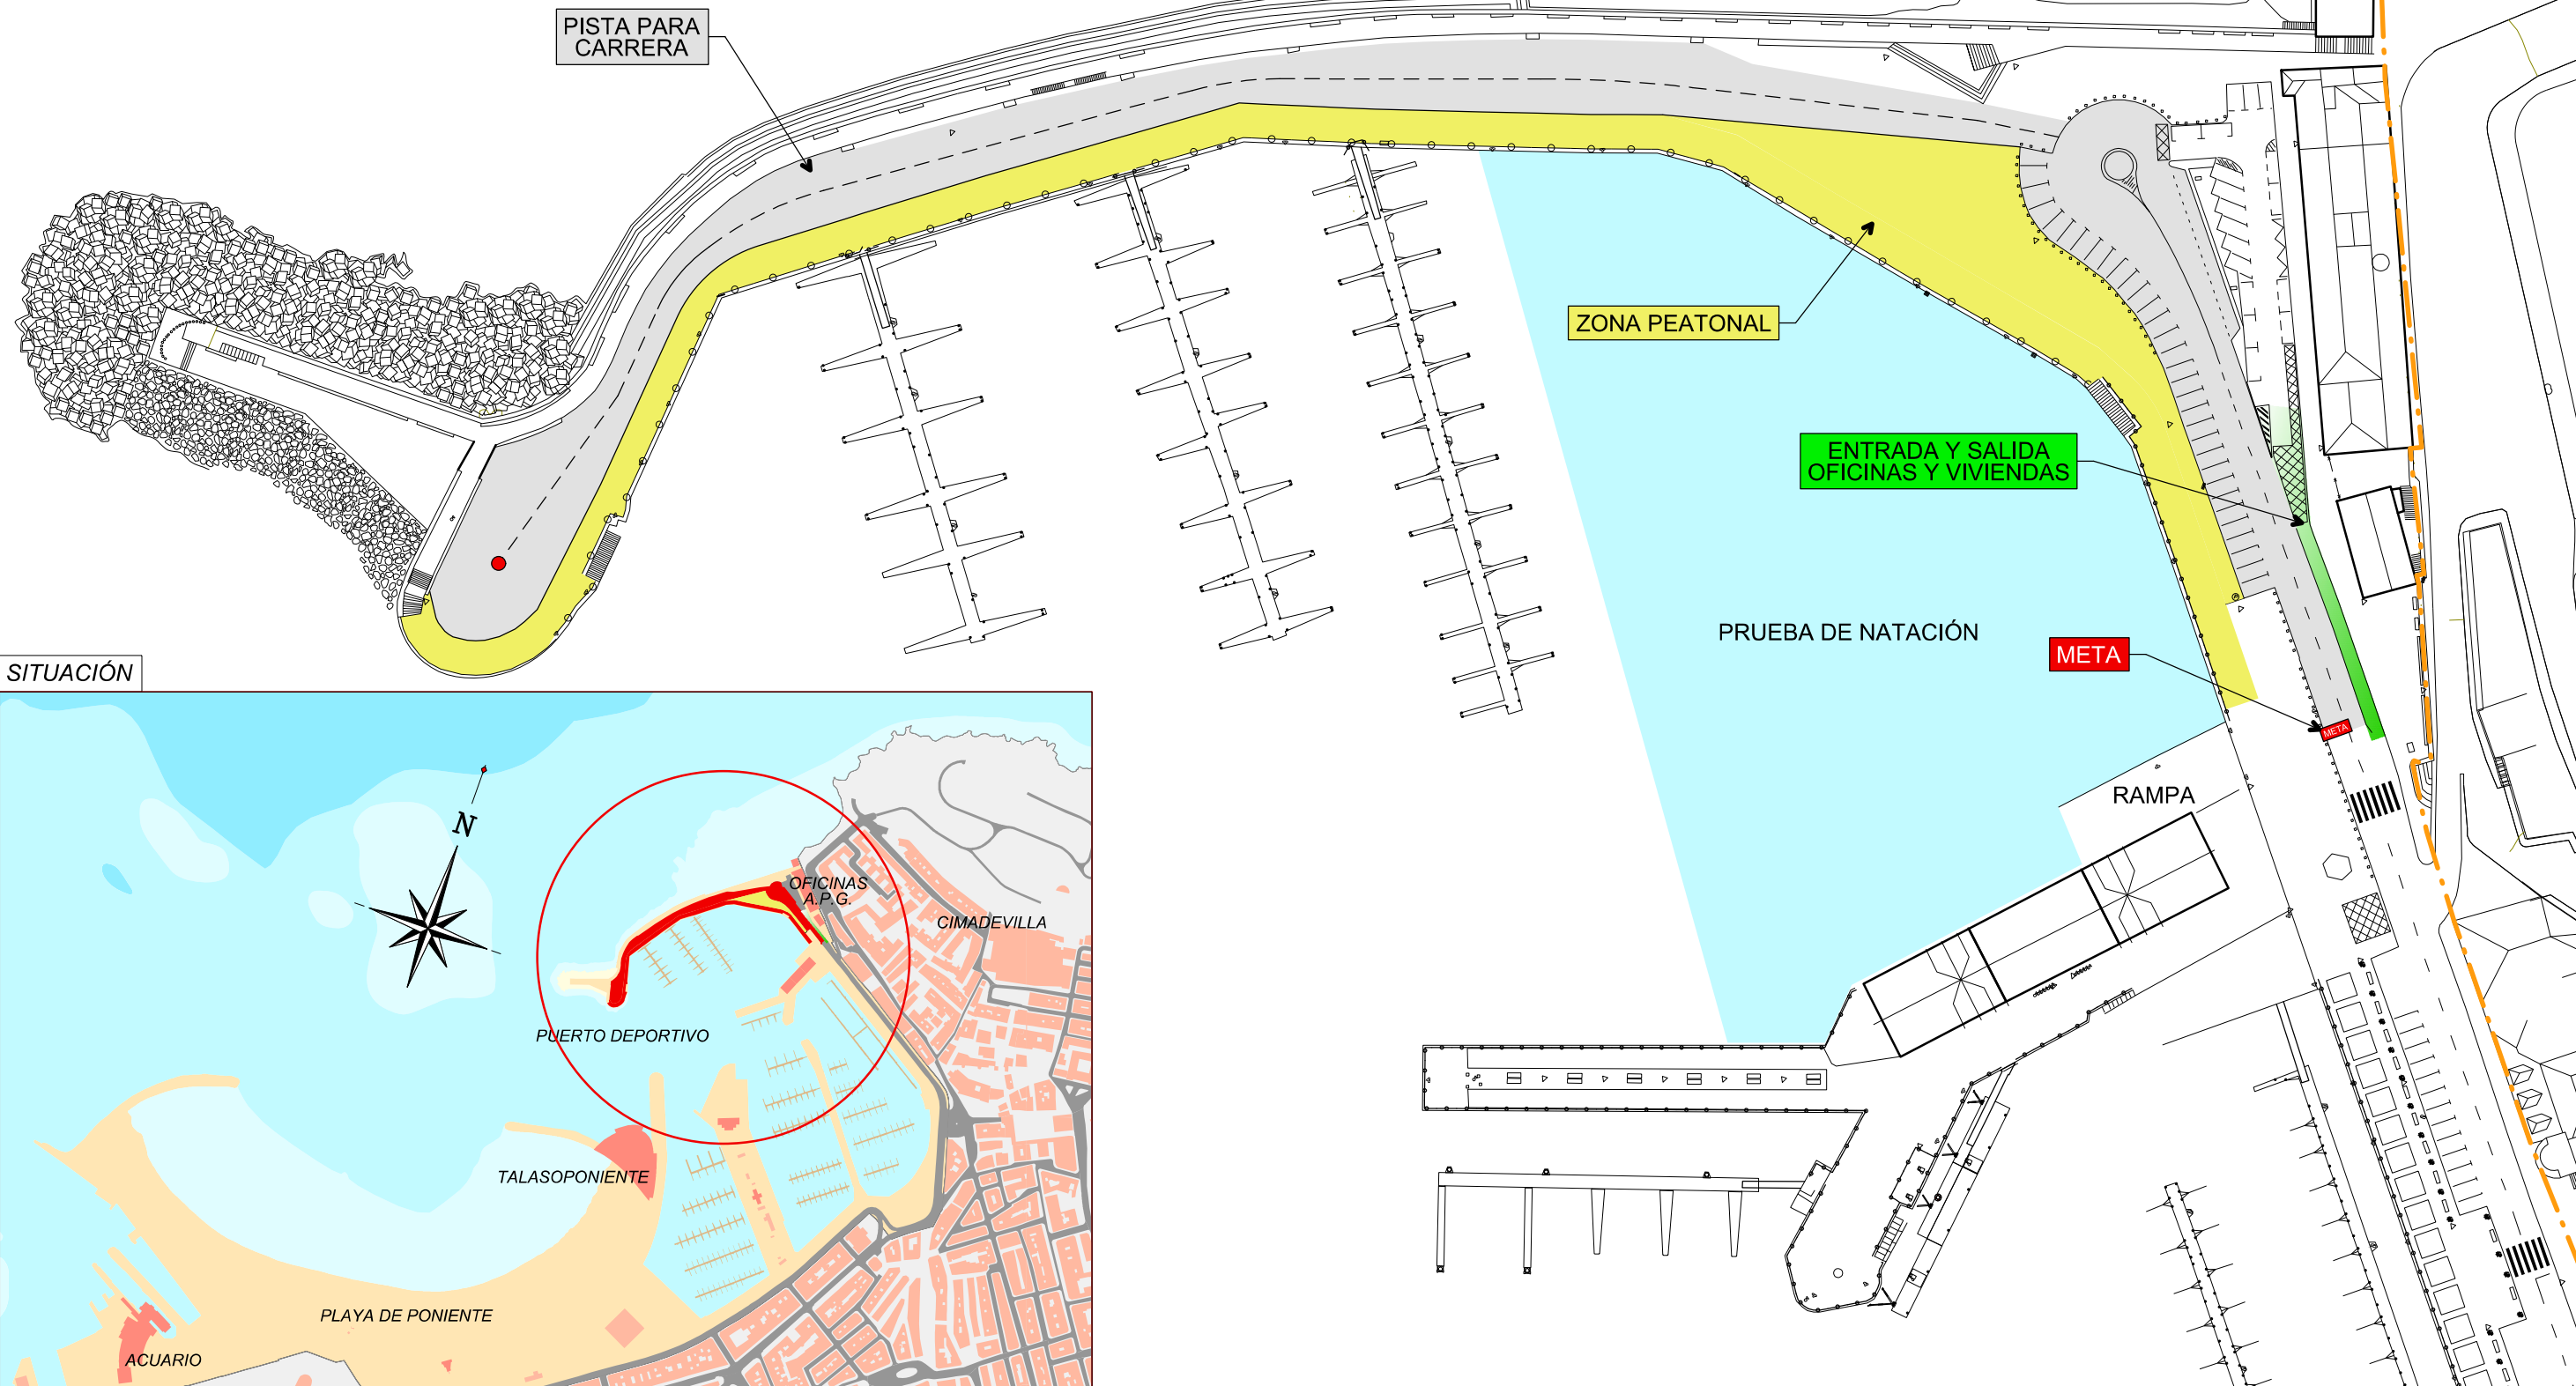 PISTA PARA
CARRERA
ZONA PEATONAL
ENTRADA Y SALIDA
OFICINAS Y VIVIENDAS
PRUEBA DE NATACIÓN
META
META
RAMPA
SITUACIÓN
N
OFICINAS
A.P.G.
CIMADEVILLA
PUERTO DEPORTIVO
TALASOPONIENTE
PLAYA DE PONIENTE
ACUARIO